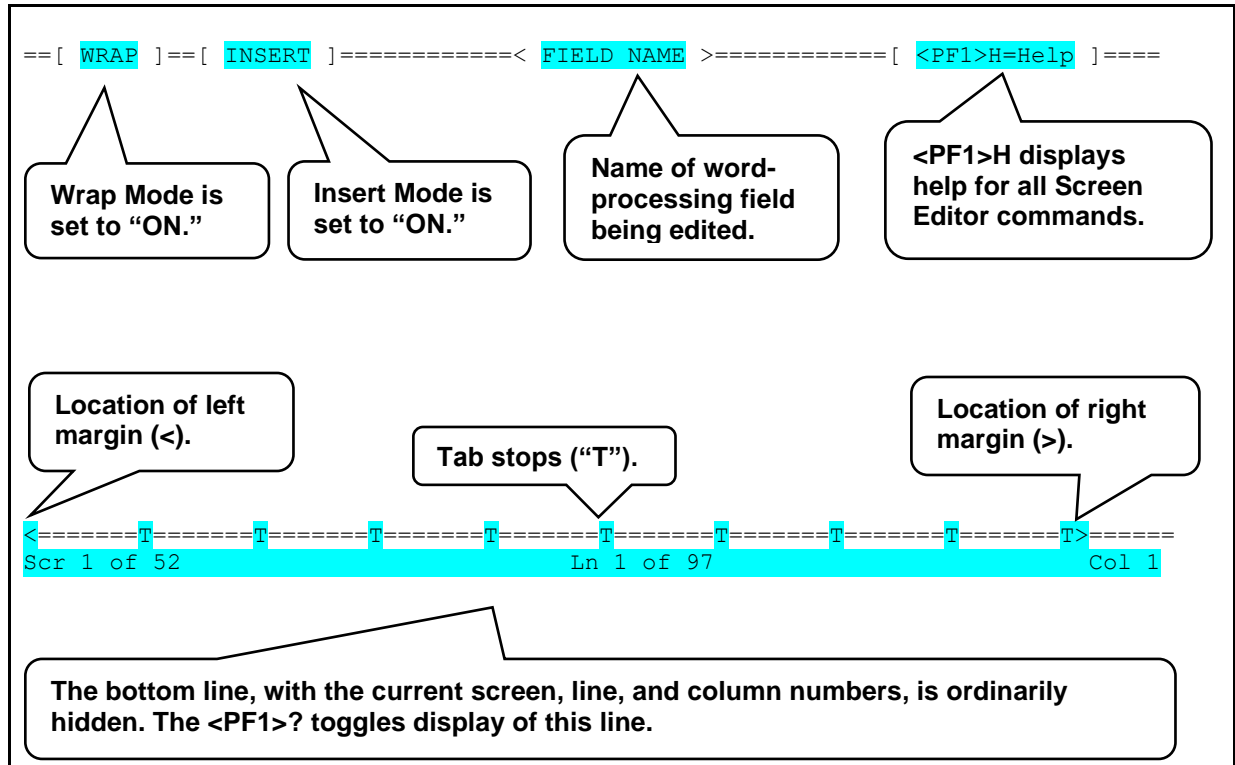 ==[ WRAP ]==[ INSERT ]============< FIELD NAME >============[ <PF1>H=Help ]====
Wrap Mode is
set to “ON.”
Insert Mode is
set to “ON.”
Name of word-
processing field
being edited.
<PF1>H displays
help for all Screen
Editor commands.
Location of left
margin (<).
Tab stops (“T”).
Location of right
margin (>).
<=======T=======T=======T=======T=======T=======T=======T=======T=======T>======
Scr 1 of 52 Ln 1 of 97 Col 1
The bottom line, with the current screen, line, and column numbers, is ordinarily
hidden. The <PF1>? toggles display of this line.